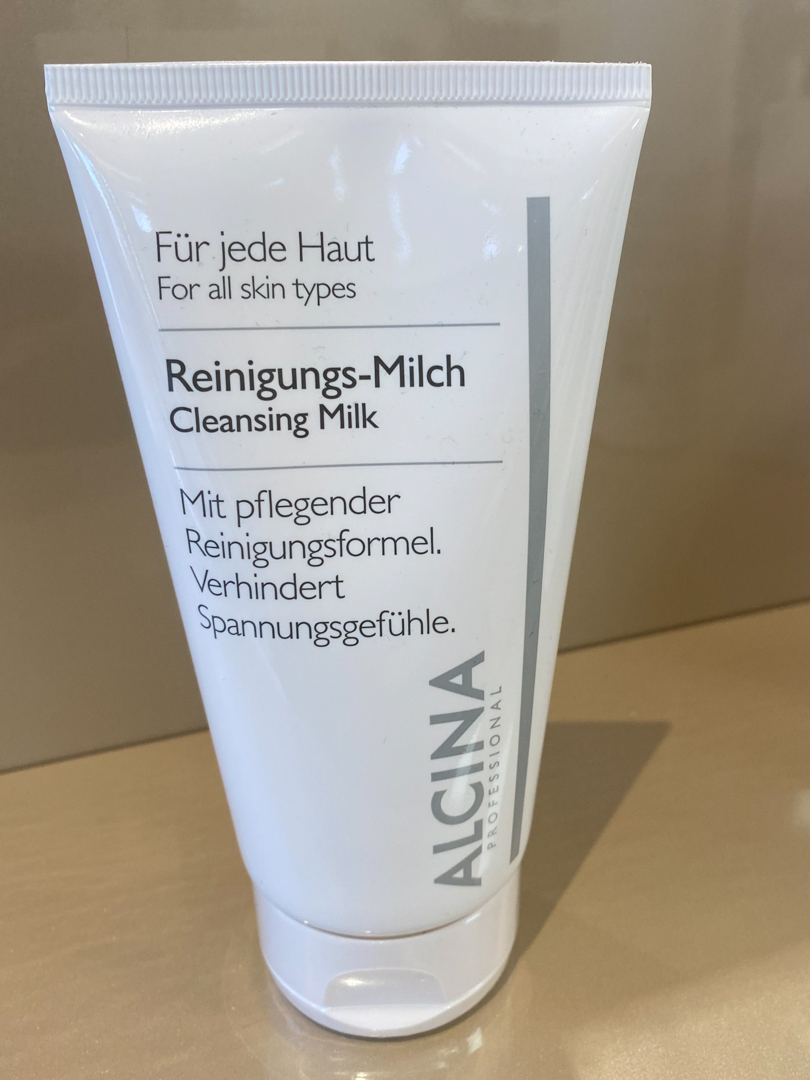 Für jede Haut
For all skin types
Reinigungs-Milch
Cleansing Milk
Mit pflegender
Reinigungsformel.
Verhindert
Spannungsgefühle.
ALCINA
PROFESSIONAL